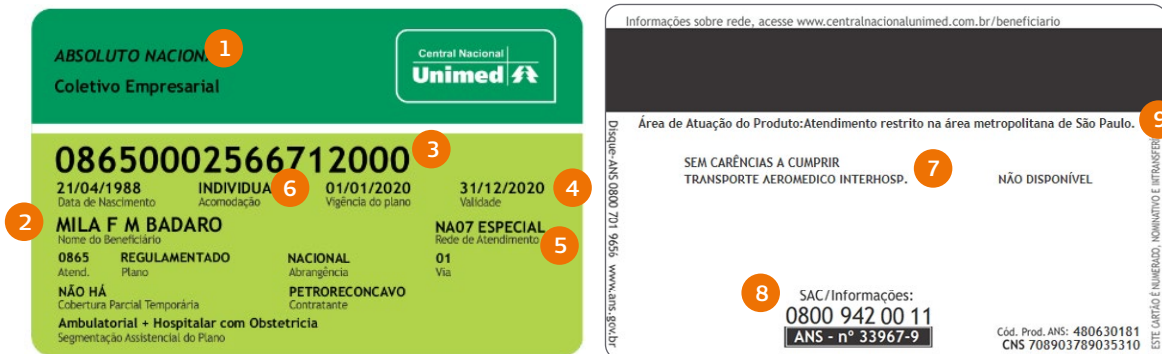 ABSOLUTO NACIONA
1
Coletivo Empresarial
Central Nacional
Unimed
08650002566712000
3
21/04/1988 INDIVIDUA 01/01/2020 31/12/2020
Data de Nascimento Acomodação Vigência do plano Validade
6
4
2
MILA F M BADARO NA07 ESPECIAL
Nome do Beneficiário Rede de Atendimento
5
0865 REGULAMENTADO NACIONAL 01
Atend. Plano Abrangência Via
NÃO HÁ PETRORECONCAVO
Cobertura Parcial Temporária Contratante
Ambulatorial + Hospitalar com Obstetricia
Segmentação Assistencial do Plano
Informações sobre rede, acesse www.centralnacionalunimed.com.br/beneficiario
Área de Atuação do Produto:Atendimento restrito na área metropolitana de São Paulo.
9
SEM CARÊNCIAS A CUMPRIR
TRANSPORTE AEROMEDICO INTERHOSP. NÃO DISPONÍVEL
7
8
SAC/Informações:
0800 942 00 11
ANS - nº 33967-9
Cód. Prod. ANS: 480630181
CNS 708903789035310
Disque-ANS 0800 701 9656 www.ans.gov.br
ESTE CARTÃO É NUMERADO, NOMINATIVO E INTRANSFERÍ